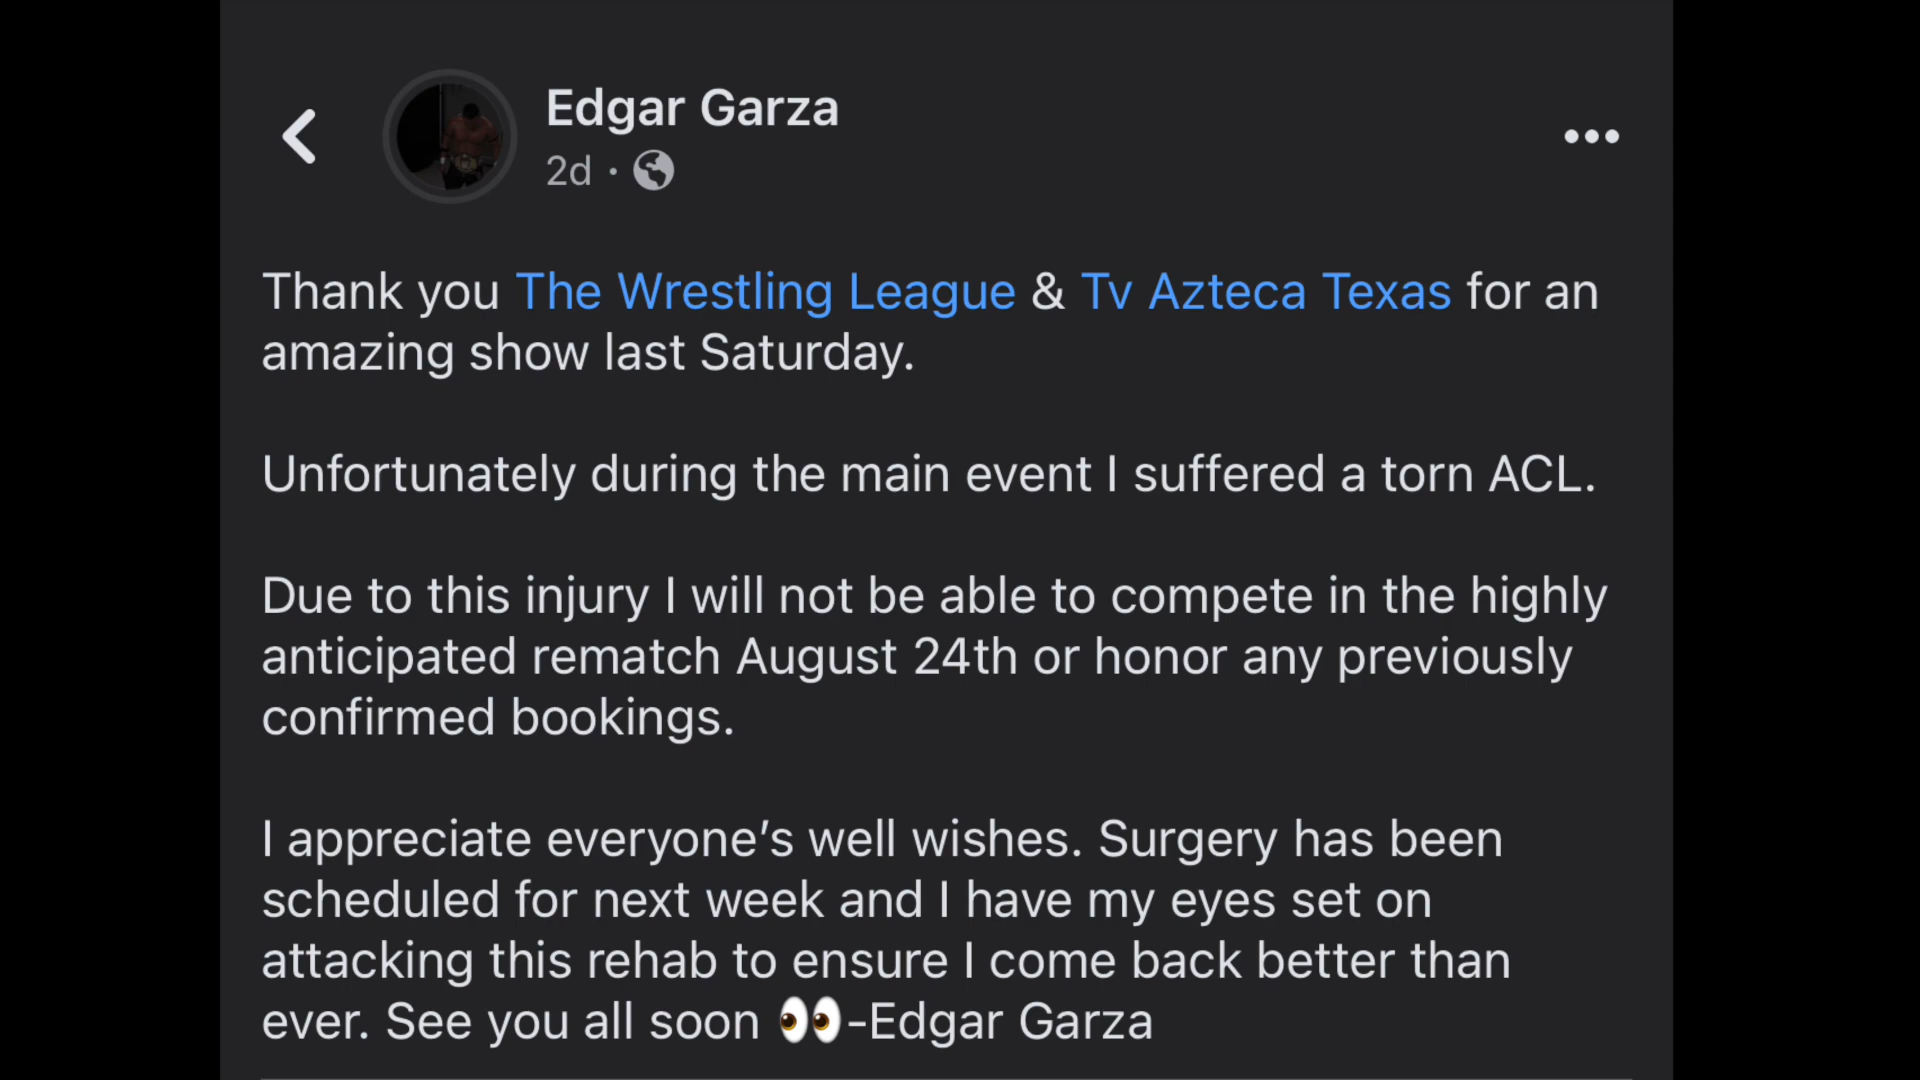 Edgar Garza
2d ·
Thank you The Wrestling League & Tv Azteca Texas for an
amazing show last Saturday.
Unfortunately during the main event I suffered a torn ACL.
Due to this injury I will not be able to compete in the highly
anticipated rematch August 24th or honor any previously
confirmed bookings.
I appreciate everyone’s well wishes. Surgery has been
scheduled for next week and I have my eyes set on
attacking this rehab to ensure I come back better than
ever. See you all soon 👀-Edgar Garza